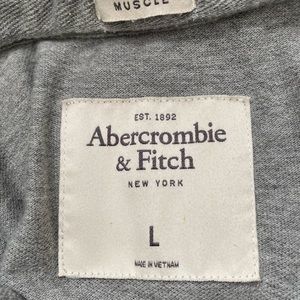 MUSCLE
EST. 1892
Abercrombie
& Fitch
NEW YORK
L
MADE IN VIETNAM